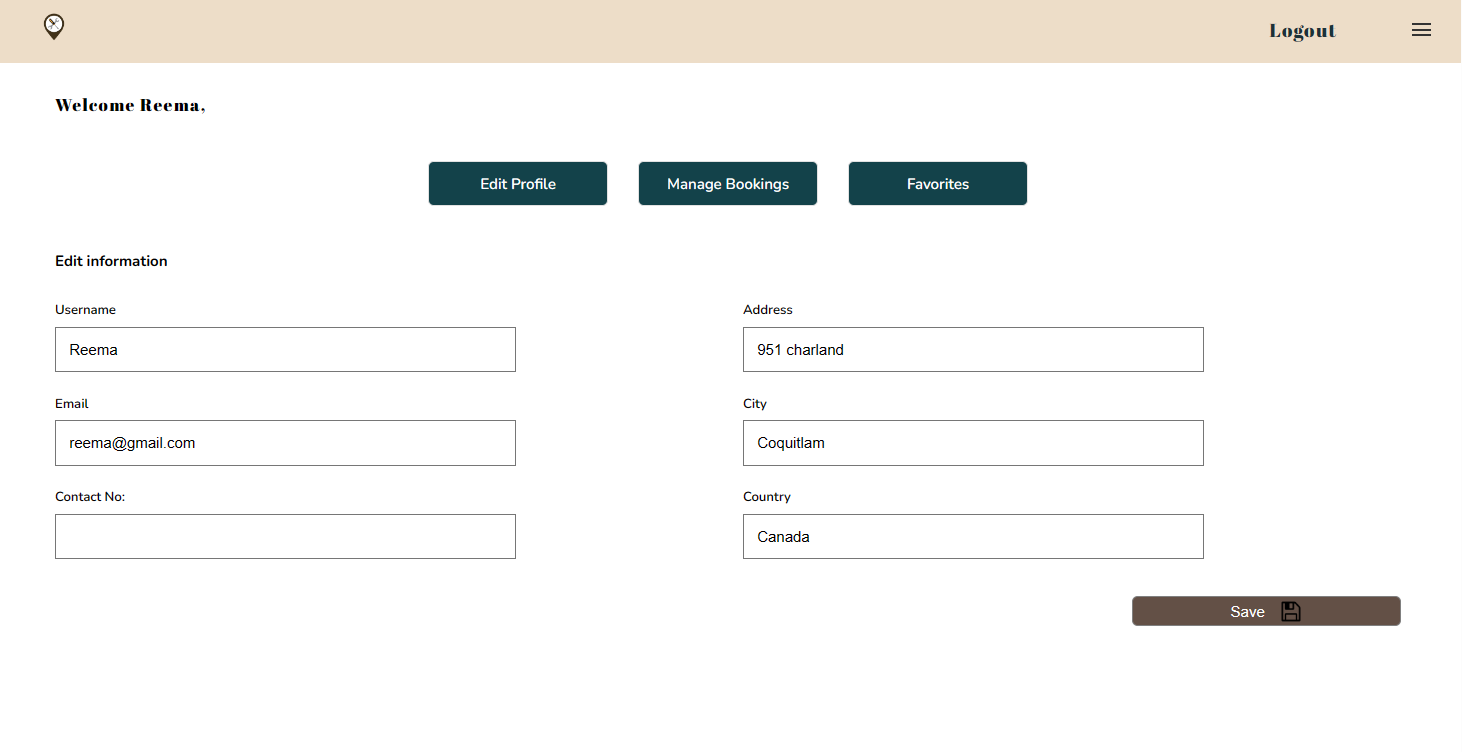 Logout
Welcome Reema,
Edit Profile
Manage Bookings
Favorites
Edit information
Username
Reema
Address
951 charland
Email
reema@gmail.com
City
Coquitlam
Contact No:
Country
Canada
Save